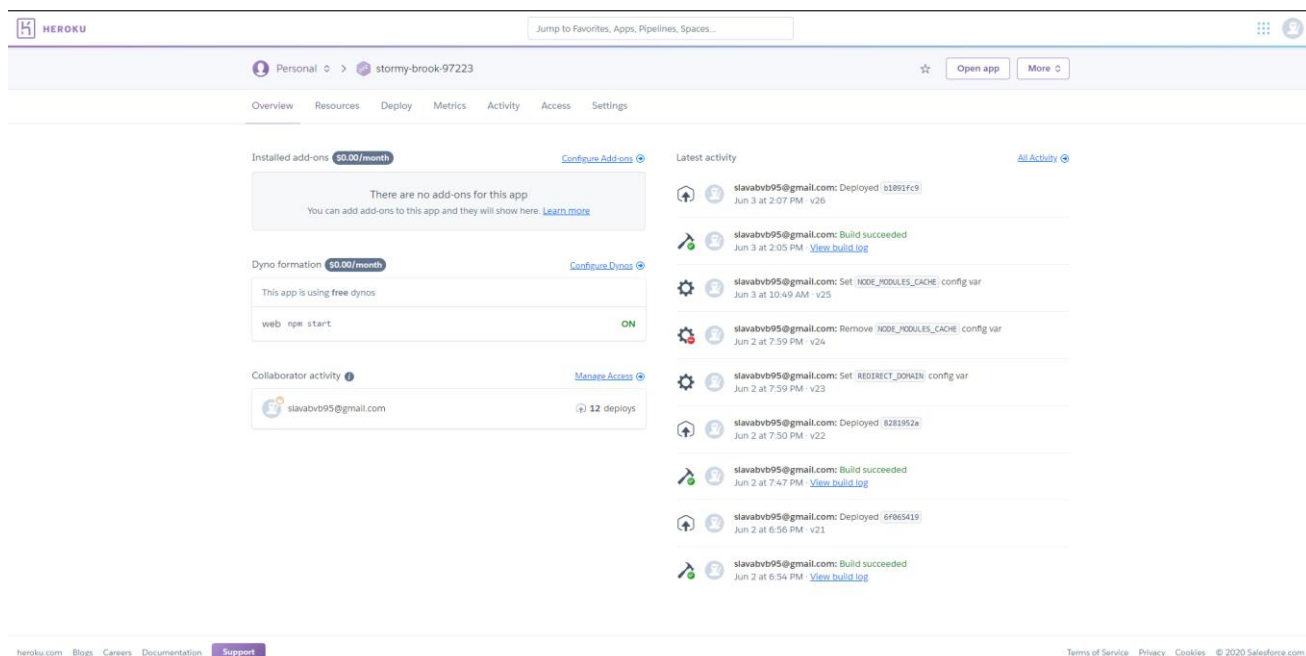 HEROKU
Jump to Favorites, Apps, Pipelines, Spaces...
Personal > stormy-brook-97223
Open app
More
Overview Resources Deploy Metrics Activity Access Settings
Installed add-ons $0.00/month Configure Add-ons
There are no add-ons for this app
You can add add-ons to this app and they will show here. Learn more
Dyno formation $0.00/month Configure Dynos
This app is using free dynos
web npm start ON
Collaborator activity Manage Access
slavabvb95@gmail.com 12 deploys
Latest activity All Activity
slavabvb95@gmail.com: Deployed b1091fc9
Jun 3 at 2:07 PM · v26
slavabvb95@gmail.com: Build succeeded
Jun 3 at 2:05 PM · View build log
slavabvb95@gmail.com: Set NODE_MODULES_CACHE config var
Jun 3 at 10:49 AM · v25
slavabvb95@gmail.com: Remove NODE_MODULES_CACHE config var
Jun 2 at 7:59 PM · v24
slavabvb95@gmail.com: Set REDIRECT_DOMAIN config var
Jun 2 at 7:59 PM · v23
slavabvb95@gmail.com: Deployed 8281952a
Jun 2 at 7:50 PM · v22
slavabvb95@gmail.com: Build succeeded
Jun 2 at 7:47 PM · View build log
slavabvb95@gmail.com: Deployed 6f065419
Jun 2 at 6:56 PM · v21
slavabvb95@gmail.com: Build succeeded
Jun 2 at 6:54 PM · View build log
heroku.com Blogs Careers Documentation Support
Terms of Service Privacy Cookies © 2020 Salesforce.com